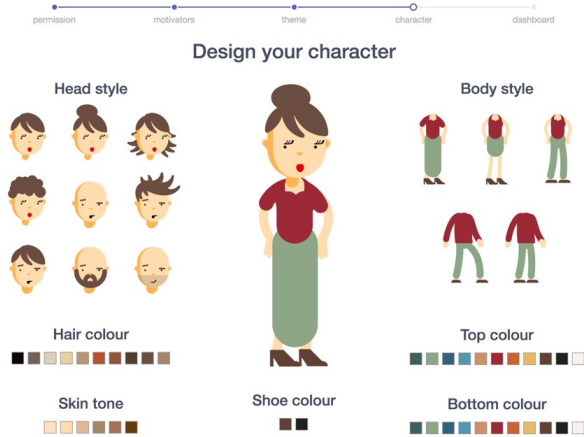 permission motivators theme character dashboard
Design your character
Head style
Body style
Hair colour
Top colour
Skin tone
Shoe colour
Bottom colour